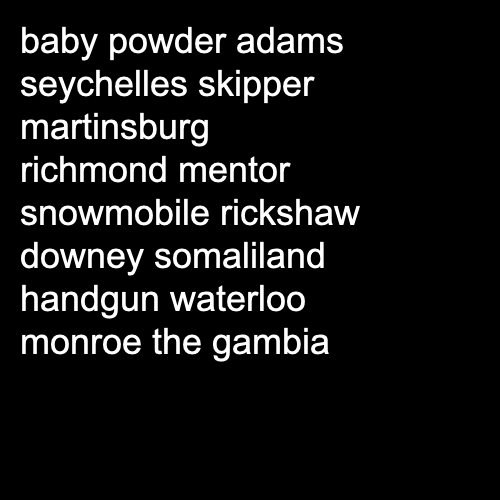 baby powder adams
seychelles skipper
martinsburg
richmond mentor
snowmobile rickshaw
downey somaliland
handgun waterloo
monroe the gambia